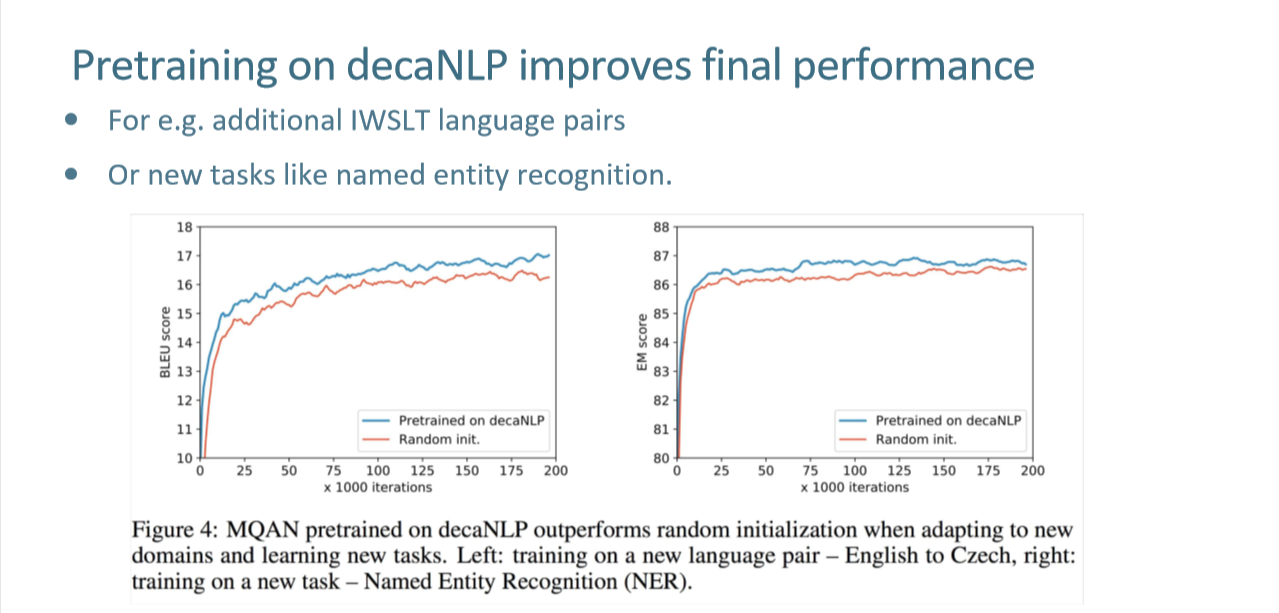 Pretraining on decaNLP improves final performance
• For e.g. additional IWSLT language pairs
• Or new tasks like named entity recognition.
18
17
16
15
14
13
12
11
10
BLEU score
0 25 50 75 100 125 150 175 200
x 1000 iterations
Pretrained on decaNLP
Random init.
88
87
86
85
84
83
82
81
80
EM score
0 25 50 75 100 125 150 175 200
x 1000 iterations
Pretrained on decaNLP
Random init.
Figure 4: MQAN pretrained on decaNLP outperforms random initialization when adapting to new
domains and learning new tasks. Left: training on a new language pair – English to Czech, right:
training on a new task – Named Entity Recognition (NER).